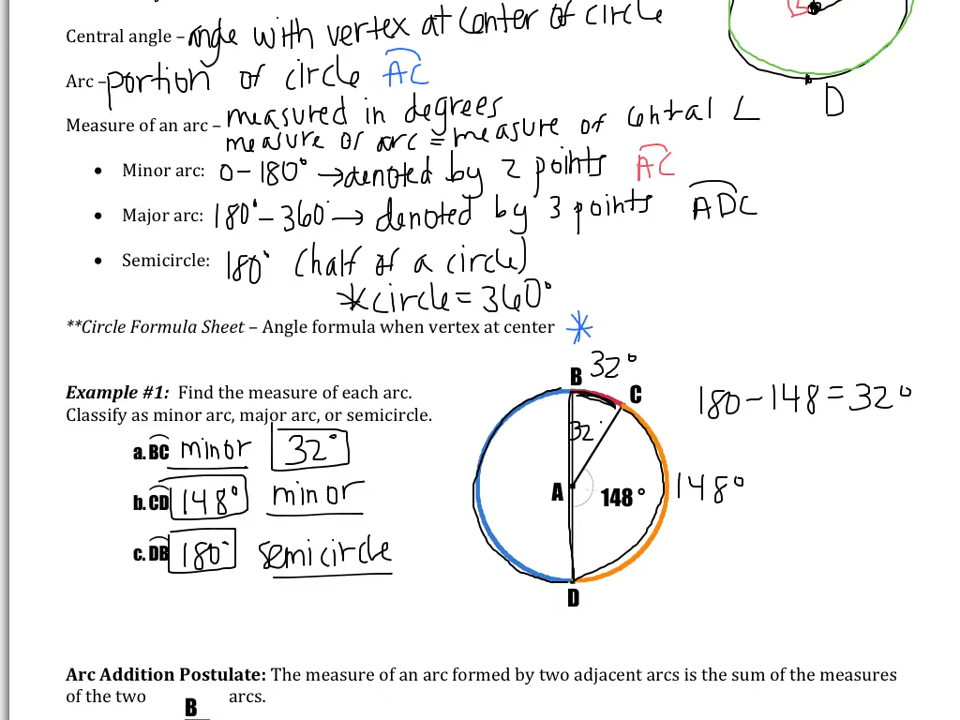 Central angle – angle with vertex at center of circle
Arc – portion of circle AC
D
Measure of an arc – measured in degrees
measure of arc = measure of central ∠
• Minor arc: 0-180° → denoted by 2 points AC
• Major arc: 180°-360° → denoted by 3 points ADC
• Semicircle: 180° (half of a circle)
*circle = 360°
**Circle Formula Sheet – Angle formula when vertex at center *
Example #1: Find the measure of each arc.
Classify as minor arc, major arc, or semicircle.
a. BC minor 32°
b. CD 148° minor
c. DB 180° semicircle
B 32°
C
180-148=32°
32°
A 148° 148°
D
Arc Addition Postulate: The measure of an arc formed by two adjacent arcs is the sum of the measures
of the two arcs.
B